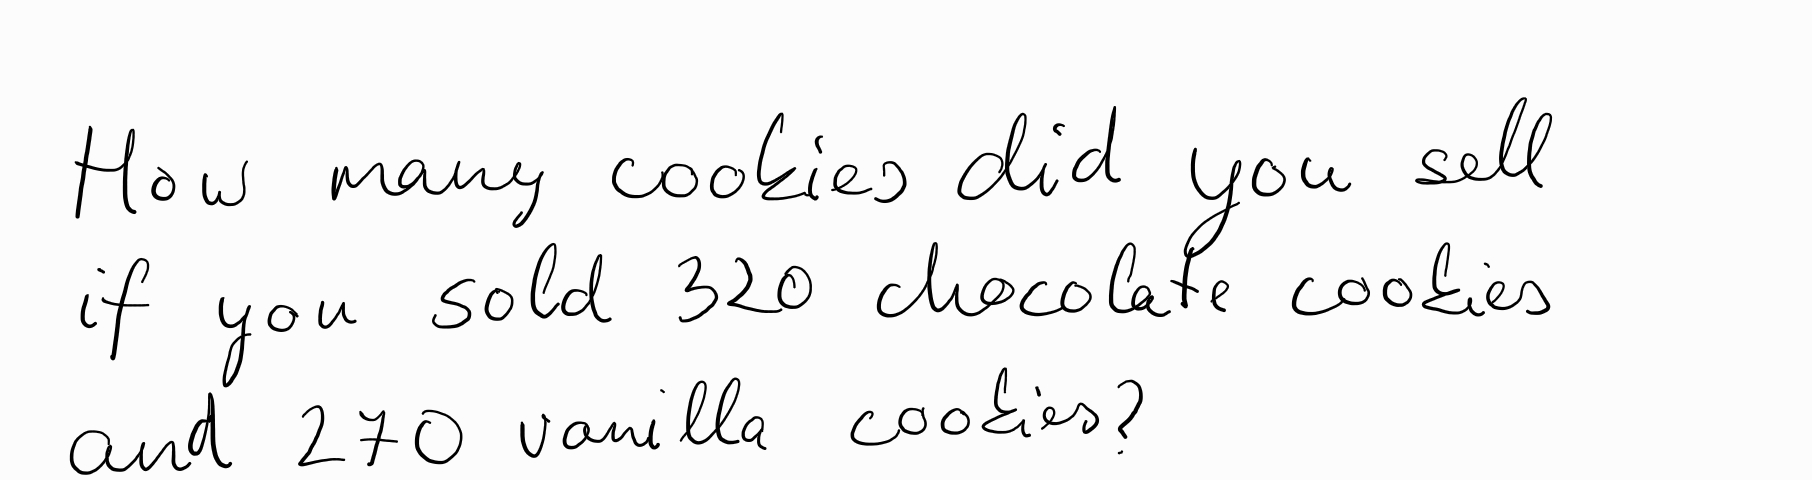 How many cookies did you sell
if you sold 320 chocolate cookies
and 270 vanilla cookies?